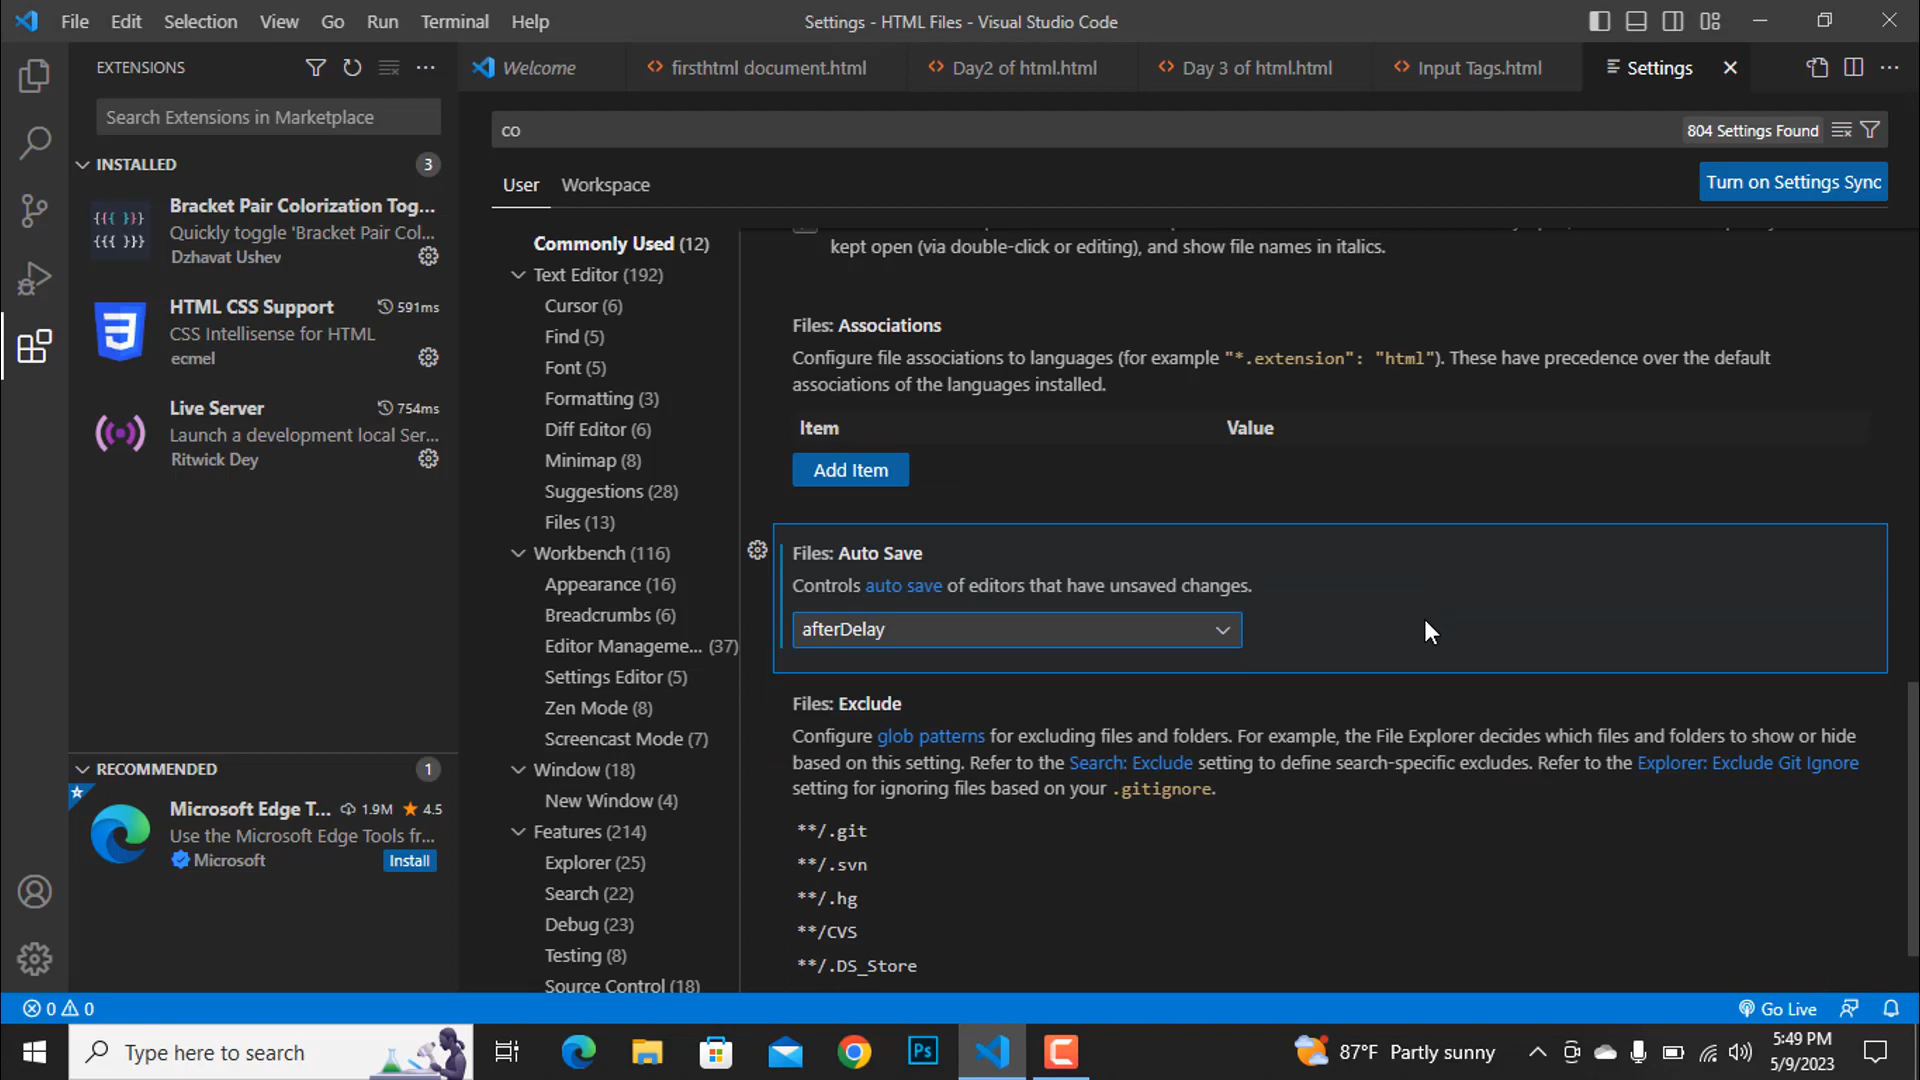 File Edit Selection View Go Run Terminal Help
Settings - HTML Files - Visual Studio Code
EXTENSIONS
Search Extensions in Marketplace
INSTALLED 3
Bracket Pair Colorization Tog...
Quickly toggle 'Bracket Pair Col...
Dzhavat Ushev
HTML CSS Support 591ms
CSS Intellisense for HTML
ecmel
Live Server 754ms
Launch a development local Ser...
Ritwick Dey
RECOMMENDED 1
Microsoft Edge T... 1.9M 4.5
Use the Microsoft Edge Tools fr...
Microsoft Install
Welcome firsthtml document.html Day2 of html.html Day 3 of html.html Input Tags.html Settings
co 804 Settings Found
User Workspace Turn on Settings Sync
Commonly Used (12)
Text Editor (192)
Cursor (6)
Find (5)
Font (5)
Formatting (3)
Diff Editor (6)
Minimap (8)
Suggestions (28)
Files (13)
Workbench (116)
Appearance (16)
Breadcrumbs (6)
Editor Manageme... (37)
Settings Editor (5)
Zen Mode (8)
Screencast Mode (7)
Window (18)
New Window (4)
Features (214)
Explorer (25)
Search (22)
Debug (23)
Testing (8)
Source Control (18)
kept open (via double-click or editing), and show file names in italics.
Files: Associations
Configure file associations to languages (for example "*.extension": "html"). These have precedence over the default
associations of the languages installed.
Item Value
Add Item
Files: Auto Save
Controls auto save of editors that have unsaved changes.
afterDelay
Files: Exclude
Configure glob patterns for excluding files and folders. For example, the File Explorer decides which files and folders to show or hide
based on this setting. Refer to the Search: Exclude setting to define search-specific excludes. Refer to the Explorer: Exclude Git Ignore
setting for ignoring files based on your .gitignore.
**/.git
**/.svn
**/.hg
**/CVS
**/.DS_Store
0 0 Go Live
Type here to search
Ps
87°F Partly sunny
5:49 PM
5/9/2023